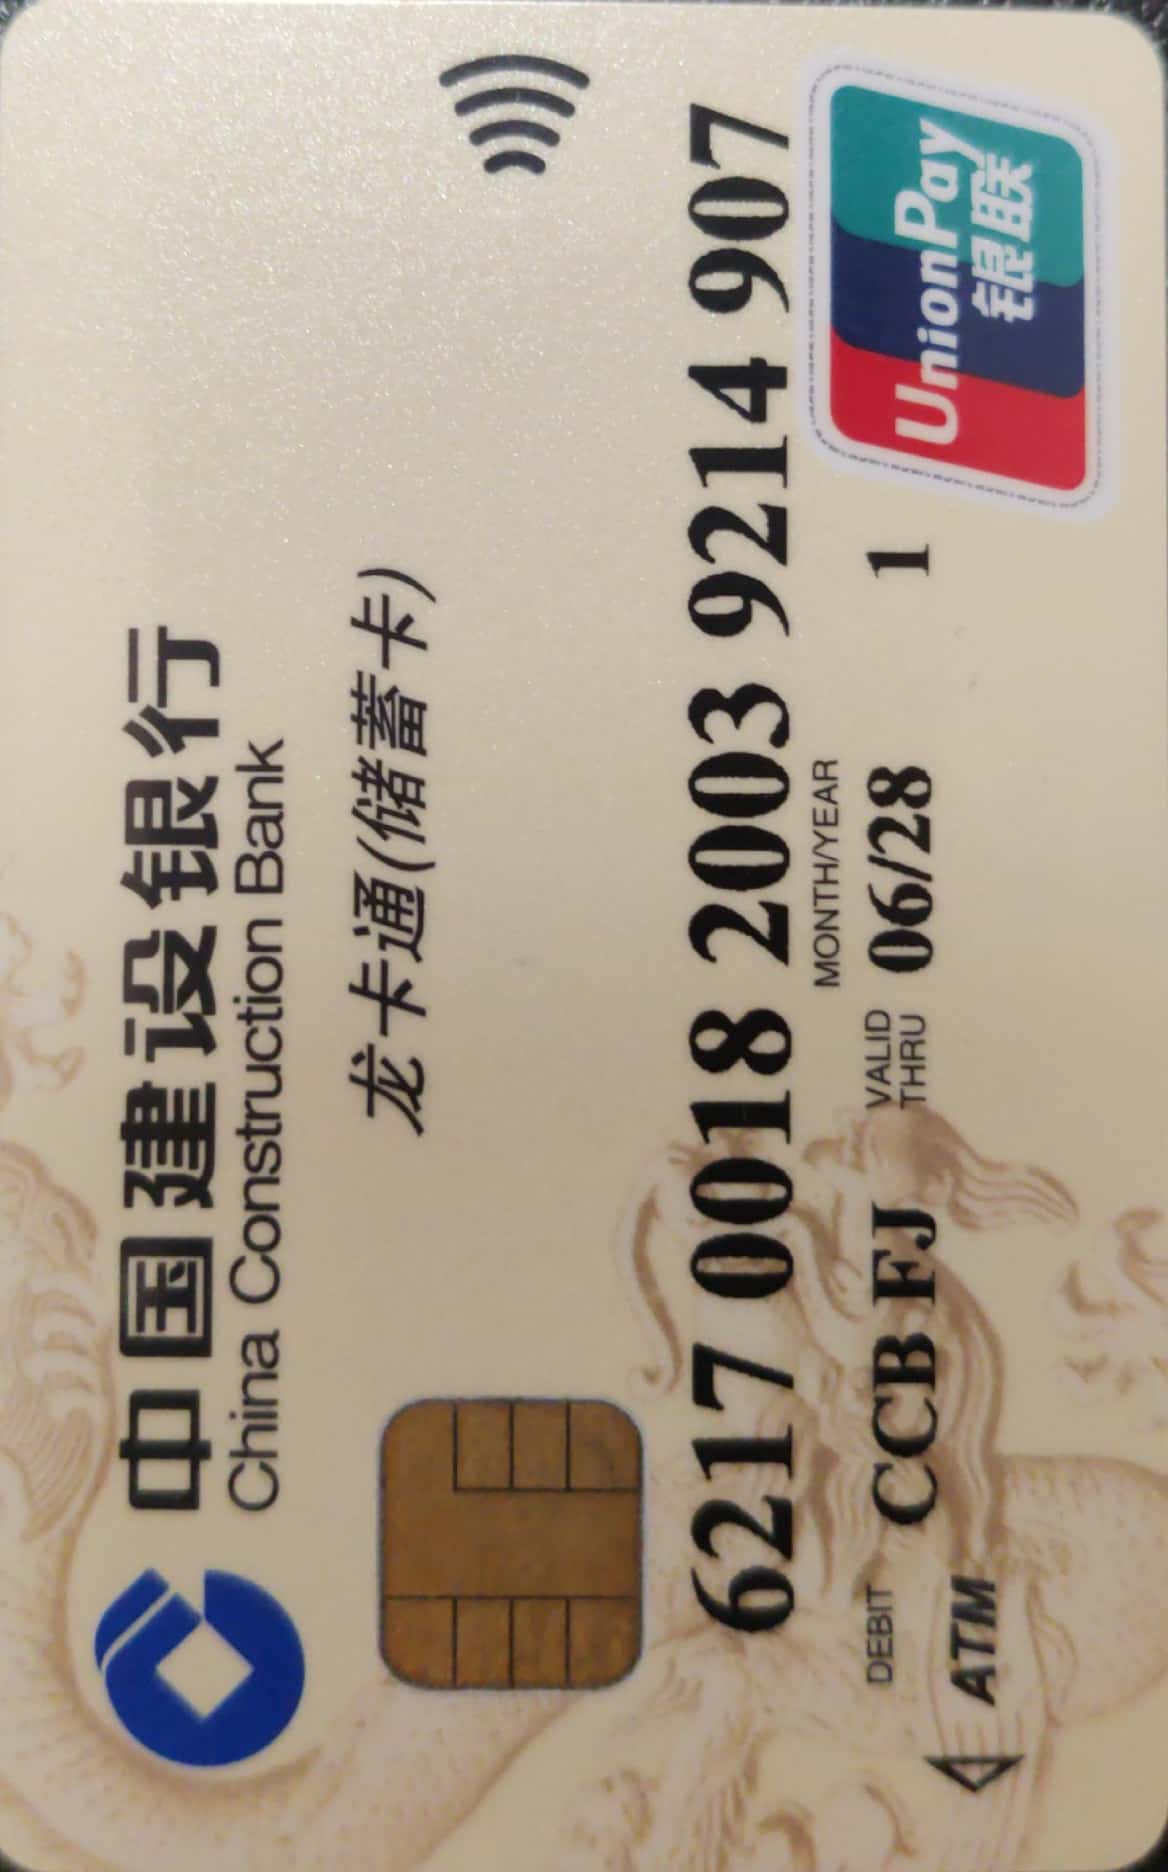 中国建设银行
China Construction Bank
龙卡通(储蓄卡)
6217 0018 2003 9214 907
MONTH/YEAR
DEBIT CCB FJ VALID THRU 06/28 1
ATM
UnionPay
银联